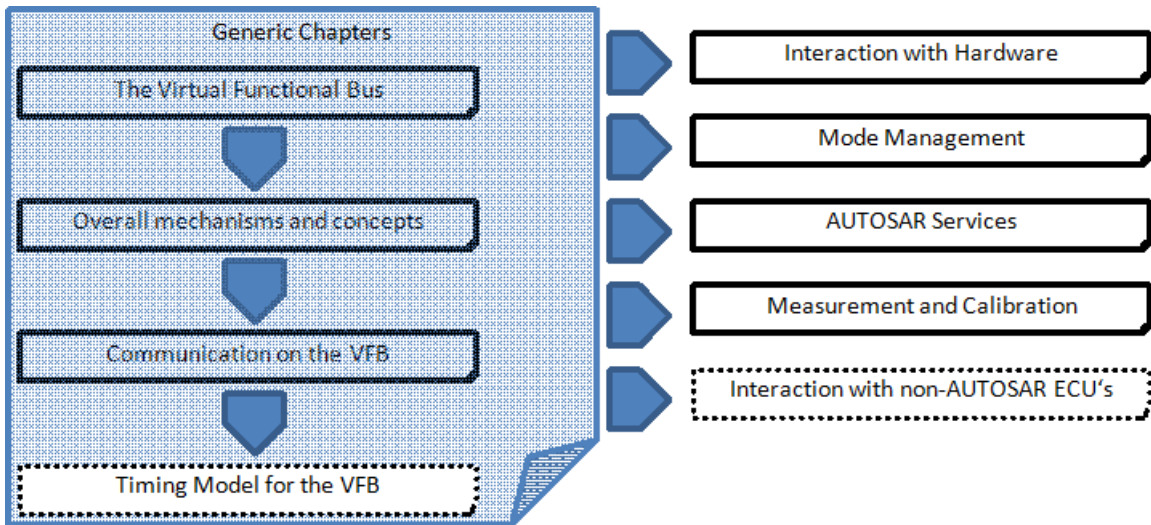 Generic Chapters
The Virtual Functional Bus
Overall mechanisms and concepts
Communication on the VFB
Timing Model for the VFB
Interaction with Hardware
Mode Management
AUTOSAR Services
Measurement and Calibration
Interaction with non-AUTOSAR ECU‘s